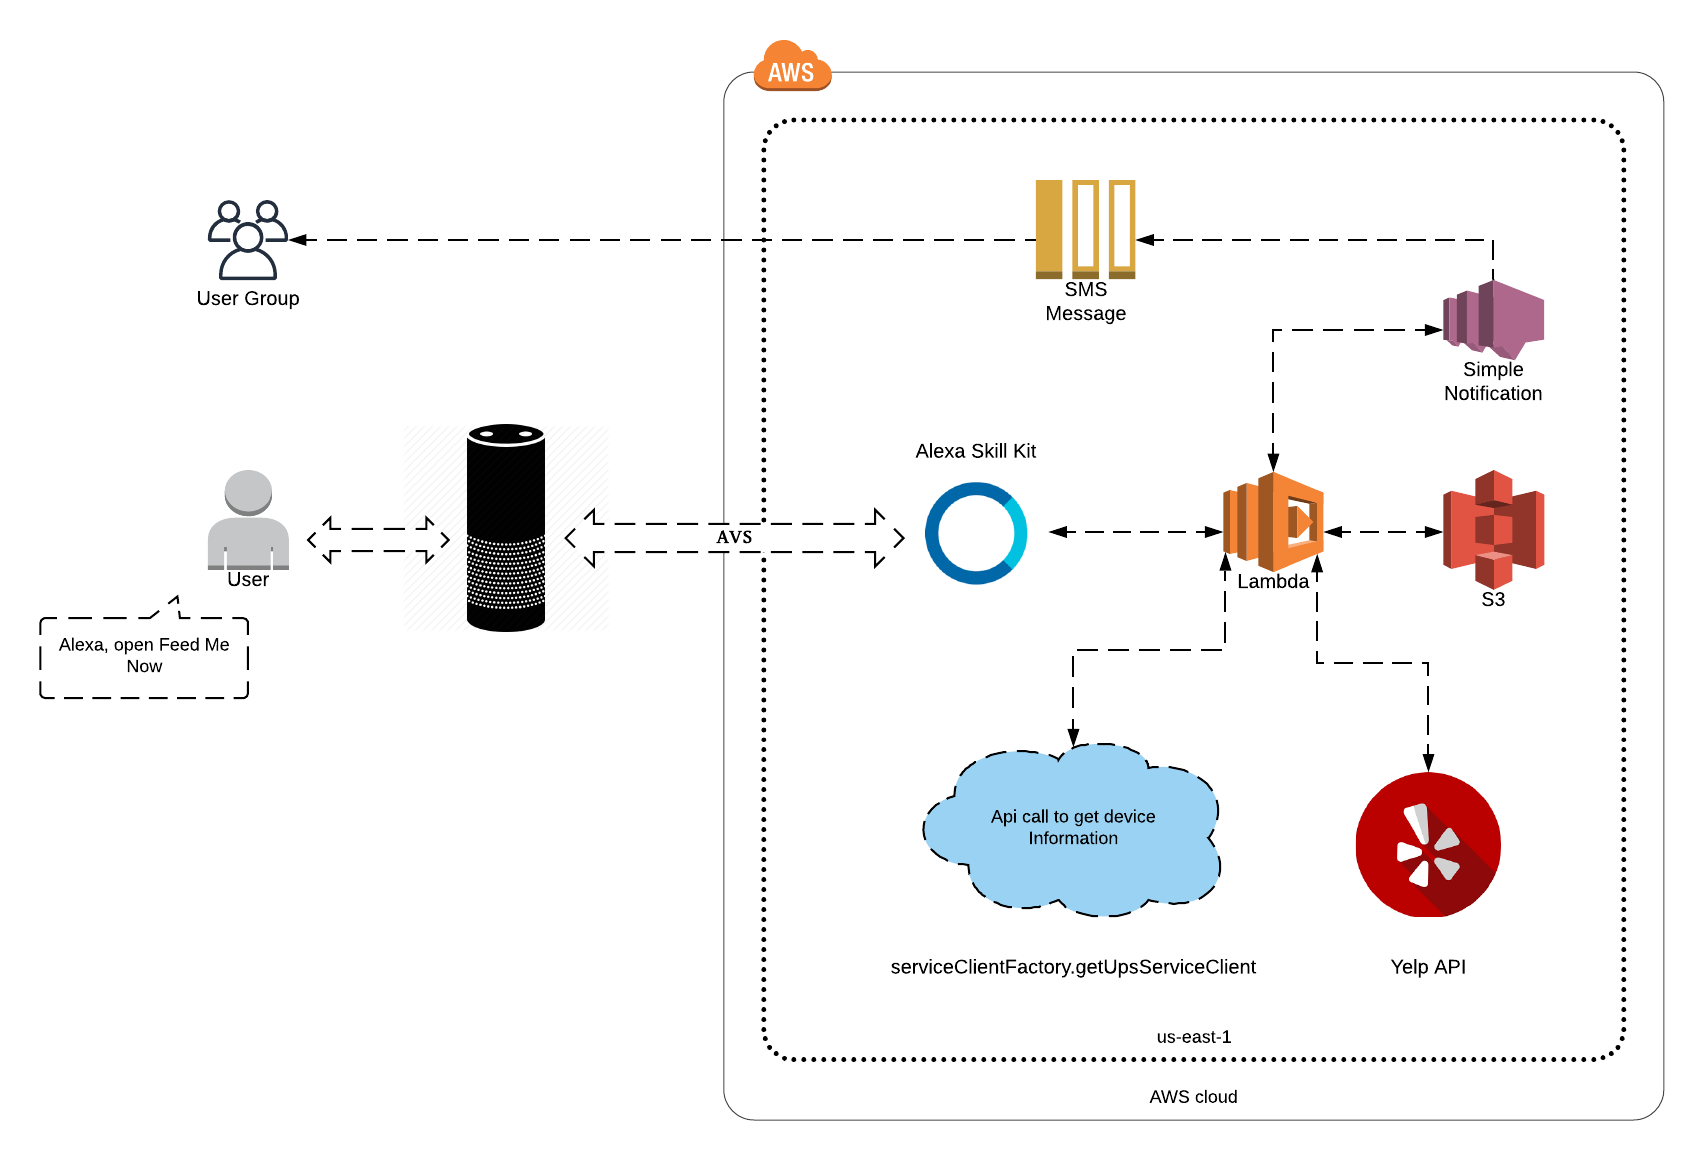 AWS
User Group
SMS
Message
Simple
Notification
Alexa Skill Kit
AVS
User
Lambda
S3
Alexa, open Feed Me
Now
Api call to get device
Information
serviceClientFactory.getUpsServiceClient
Yelp API
us-east-1
AWS cloud